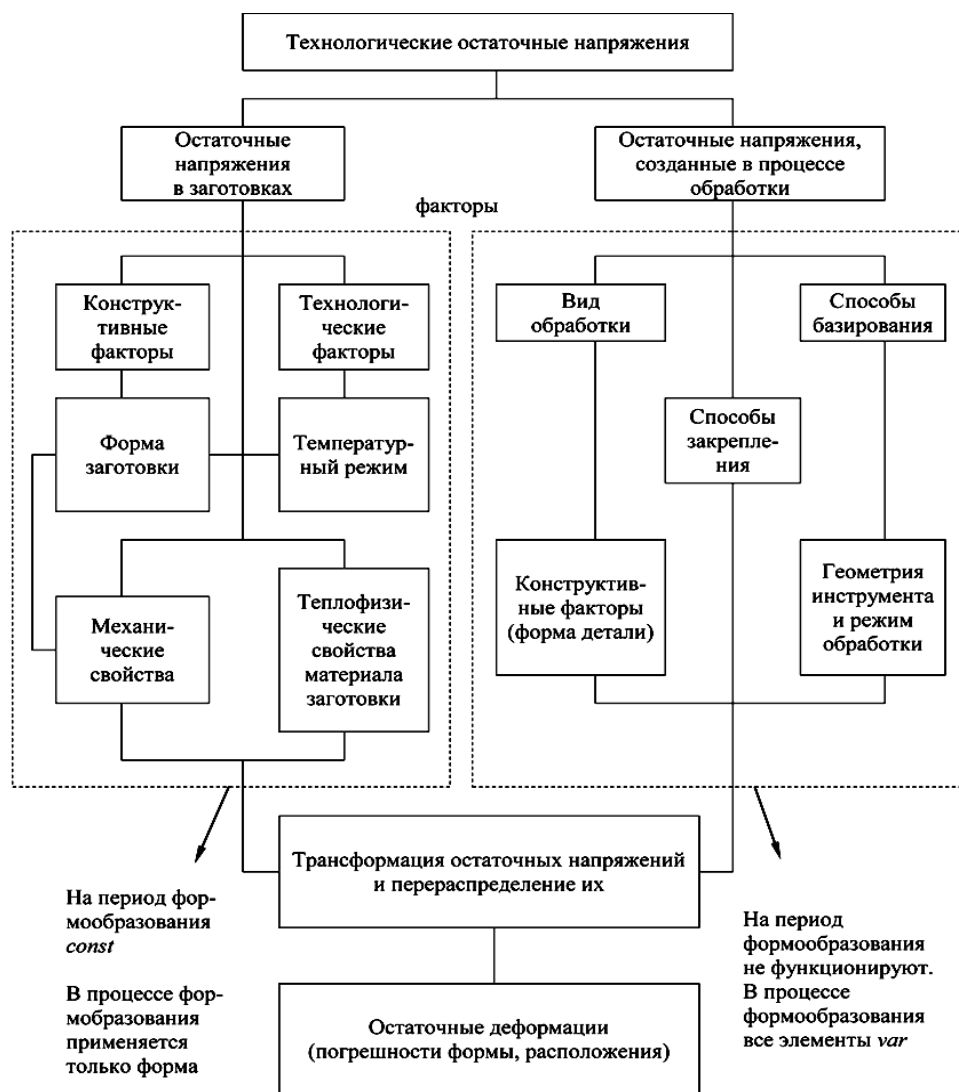 Технологические остаточные напряжения
Остаточные
напряжения
в заготовках
Остаточные напряжения,
созданные в процессе
обработки
факторы
Конструк-
тивные
факторы
Технологи-
ческие
факторы
Вид
обработки
Способы
базирования
Форма
заготовки
Температур-
ный режим
Способы
закрепле-
ния
Механи-
ческие
свойства
Теплофизи-
ческие
свойства
материала
заготовки
Конструктив-
ные факторы
(форма детали)
Геометрия
инструмента
и режим
обработки
Трансформация остаточных напряжений
и перераспределение их
На период фор-
мообразования
const
В процессе фор-
мобразования
применяется
только форма
На период
формообразования
не функционируют.
В процессе
формообразования
все элементы var
Остаточные деформации
(погрешности формы, расположения)